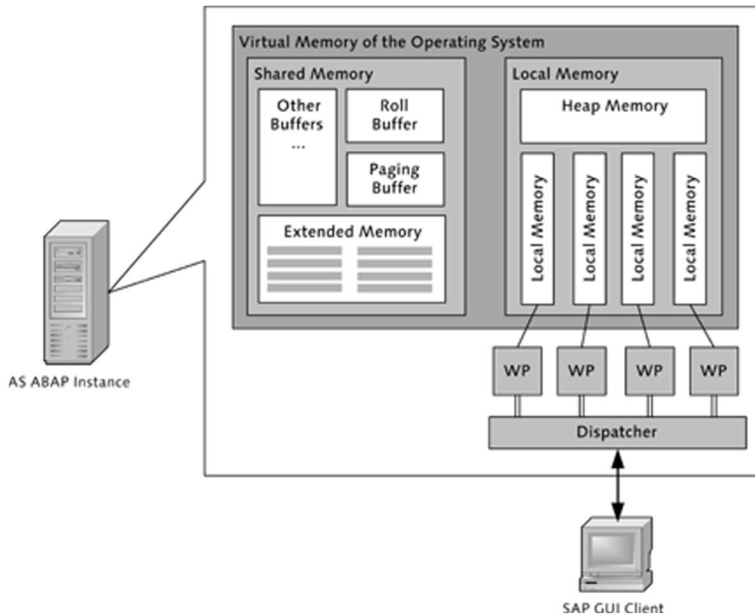 Virtual Memory of the Operating System
Shared Memory
Other
Buffers
...
Roll
Buffer
Paging
Buffer
Extended Memory
Local Memory
Heap Memory
Local Memory
Local Memory
Local Memory
Local Memory
WP
WP
WP
WP
Dispatcher
AS ABAP Instance
SAP GUI Client